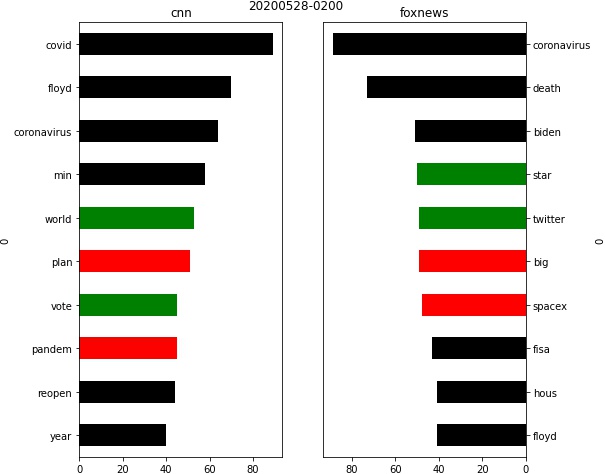 20200528-0200
cnn
foxnews
covid
floyd
coronavirus
min
world
plan
vote
pandem
reopen
year
0
0 20 40 60 80
coronavirus
death
biden
star
twitter
big
spacex
fisa
hous
floyd
0
80 60 40 20 0